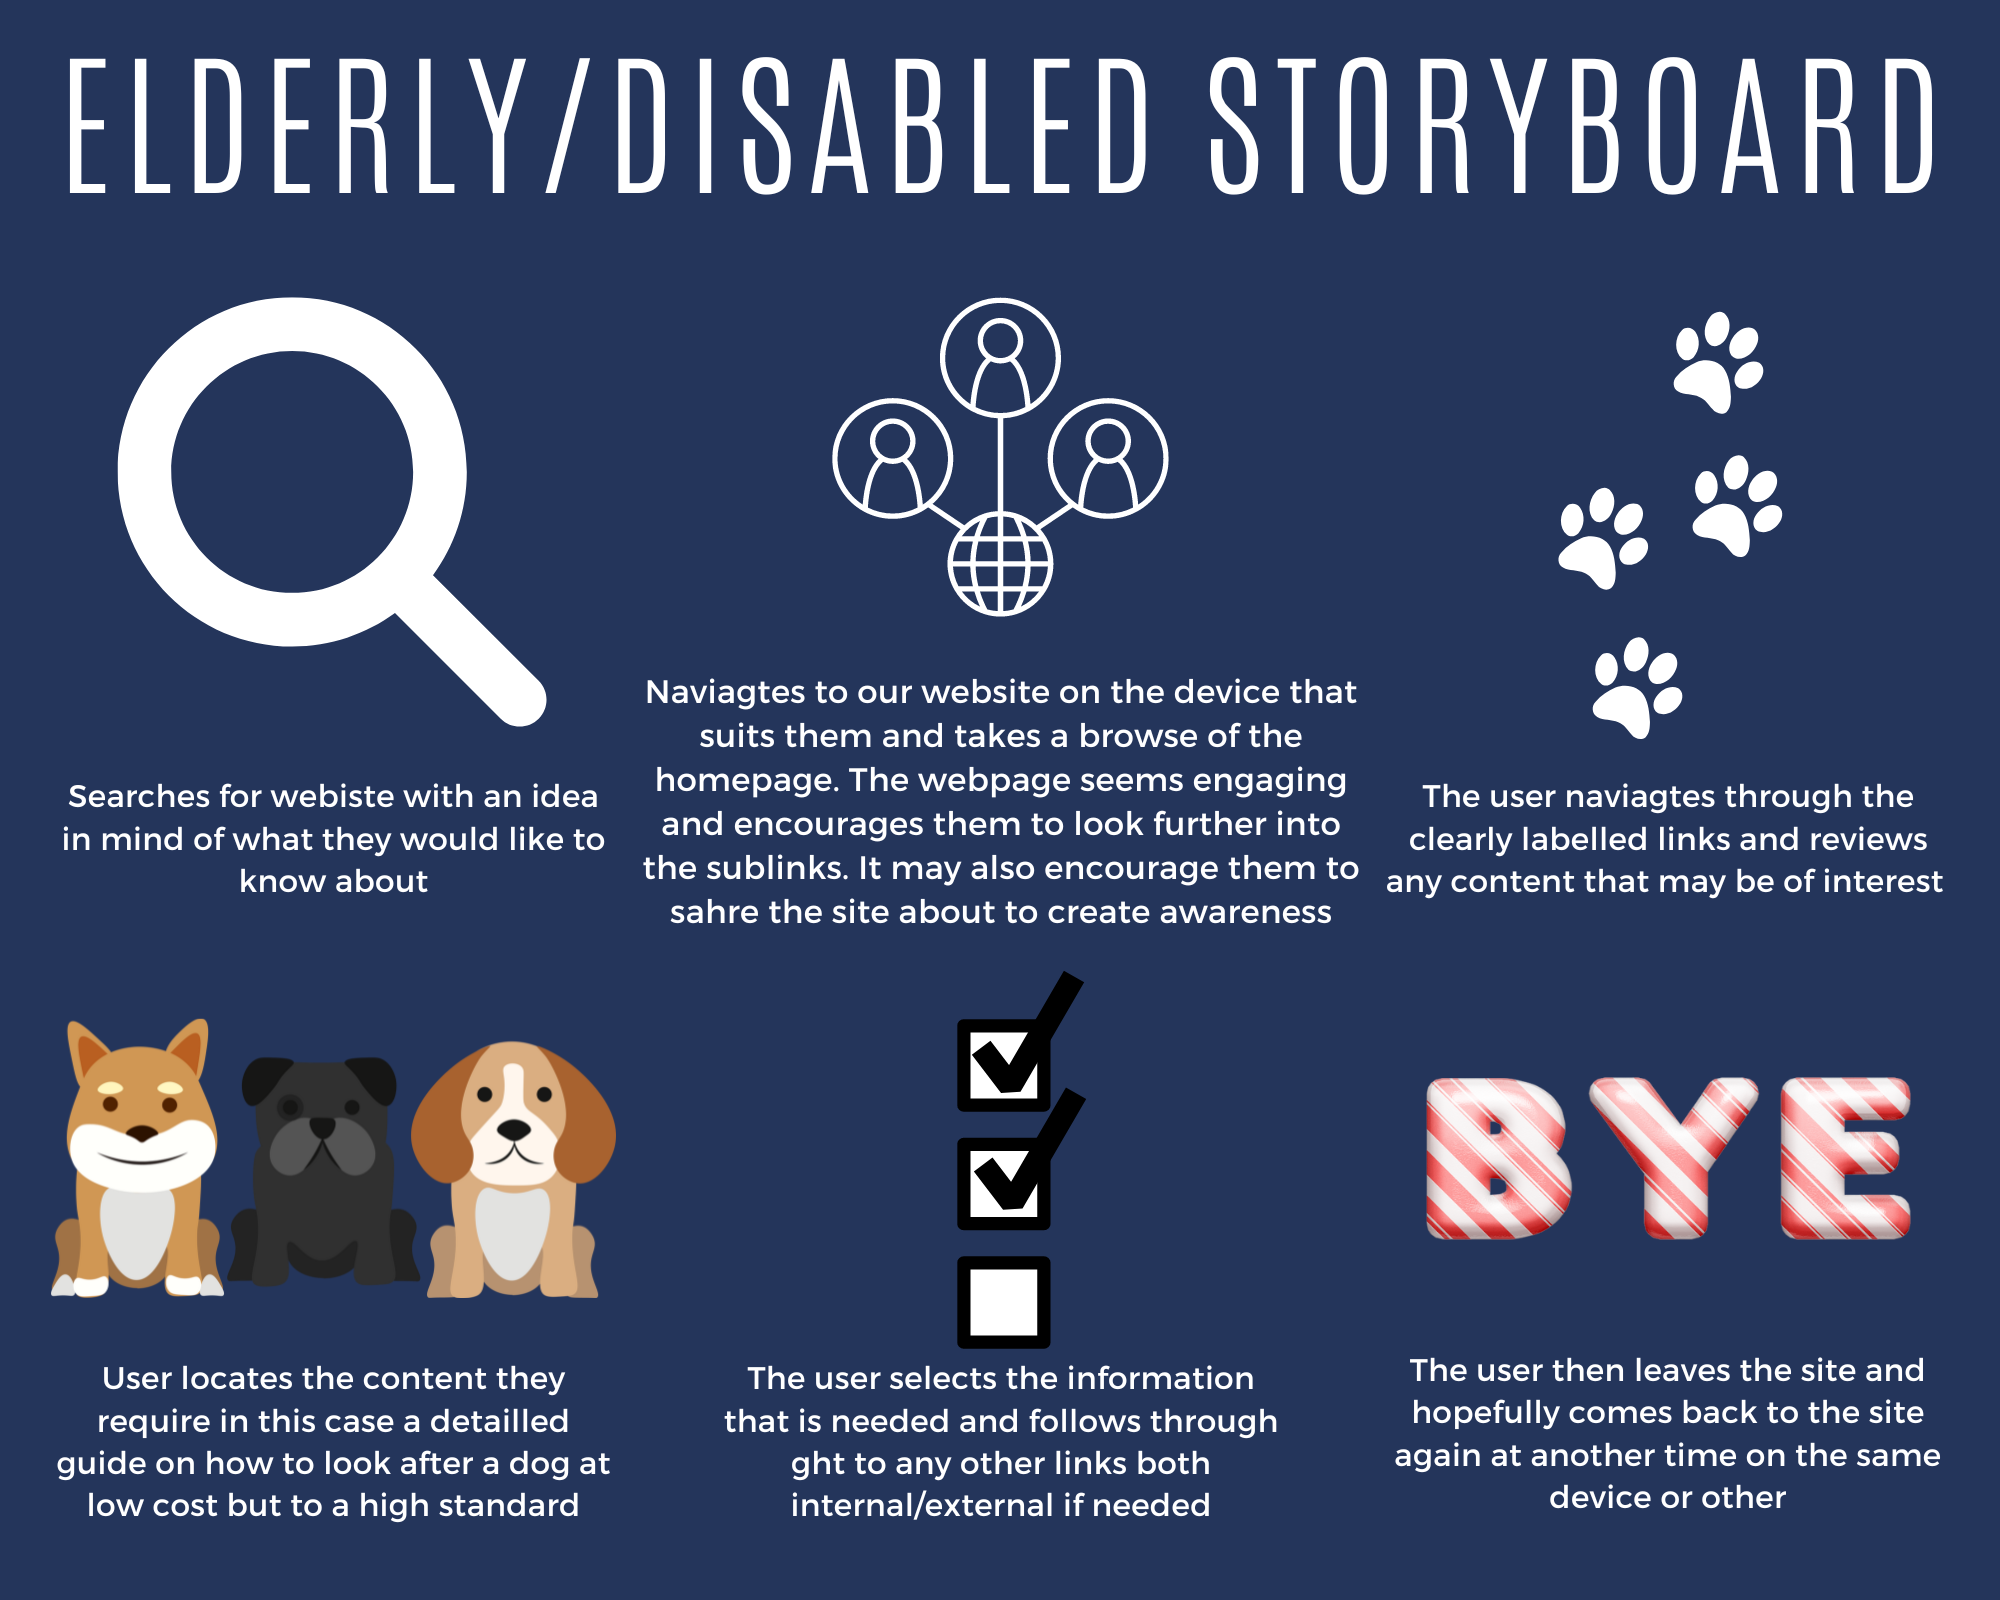 ELDERLY/DISABLED STORYBOARD
Searches for webiste with an idea
in mind of what they would like to
know about
Naviagtes to our website on the device that
suits them and takes a browse of the
homepage. The webpage seems engaging
and encourages them to look further into
the sublinks. It may also encourage them to
sahre the site about to create awareness
The user naviagtes through the
clearly labelled links and reviews
any content that may be of interest
User locates the content they
require in this case a detailled
guide on how to look after a dog at
low cost but to a high standard
The user selects the information
that is needed and follows through
ght to any other links both
internal/external if needed
BYE
The user then leaves the site and
hopefully comes back to the site
again at another time on the same
device or other